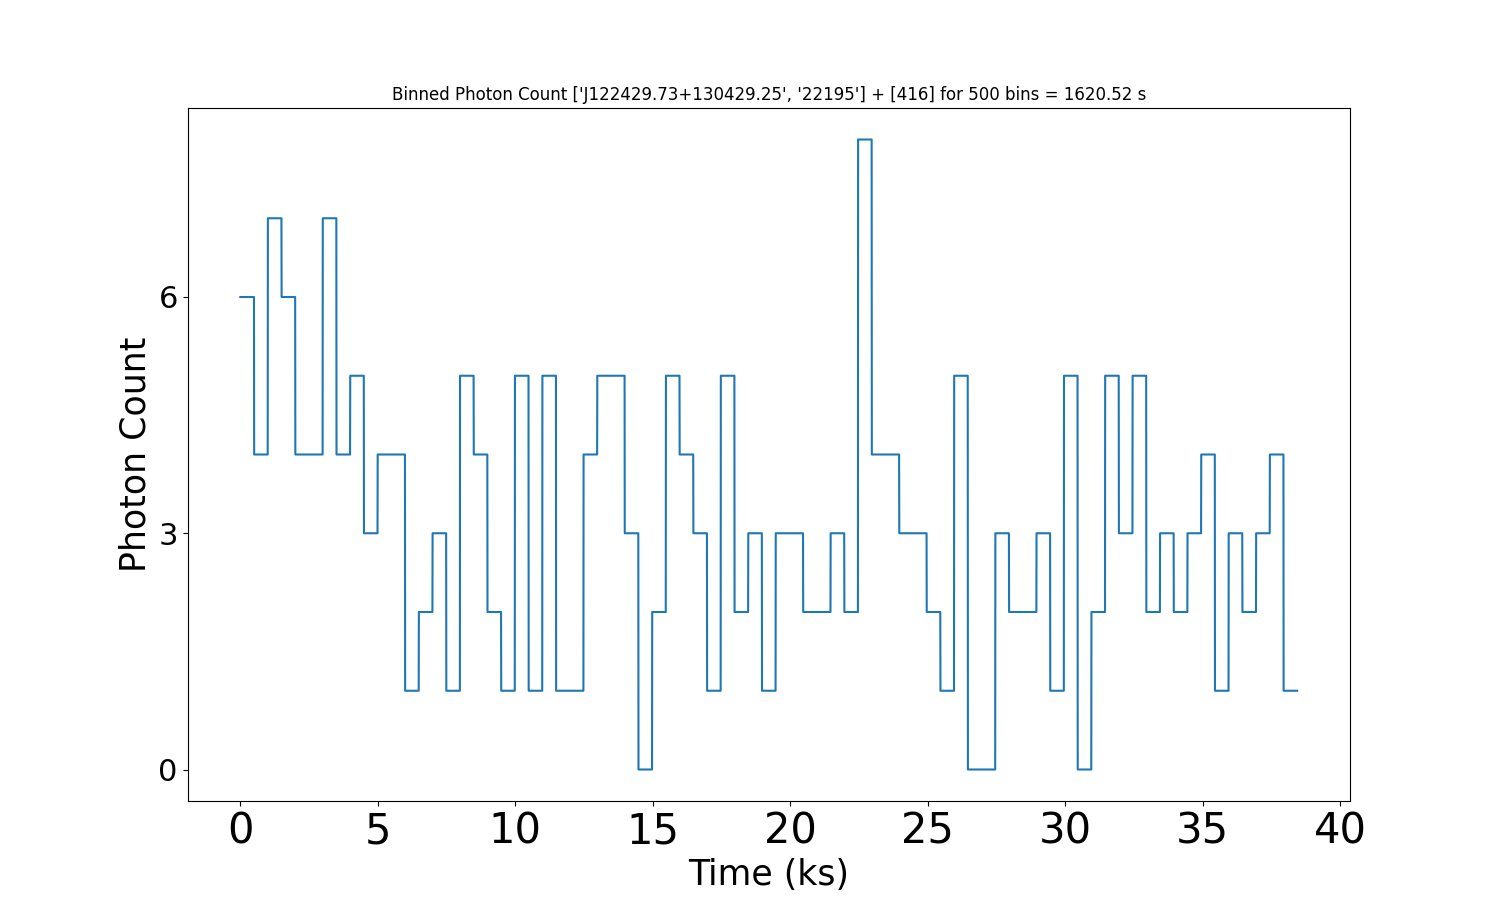 Binned Photon Count ['J122429.73+130429.25', '22195'] + [416] for 500 bins = 1620.52 s
Photon Count
6
3
0
0 5 10 15 20 25 30 35 40
Time (ks)